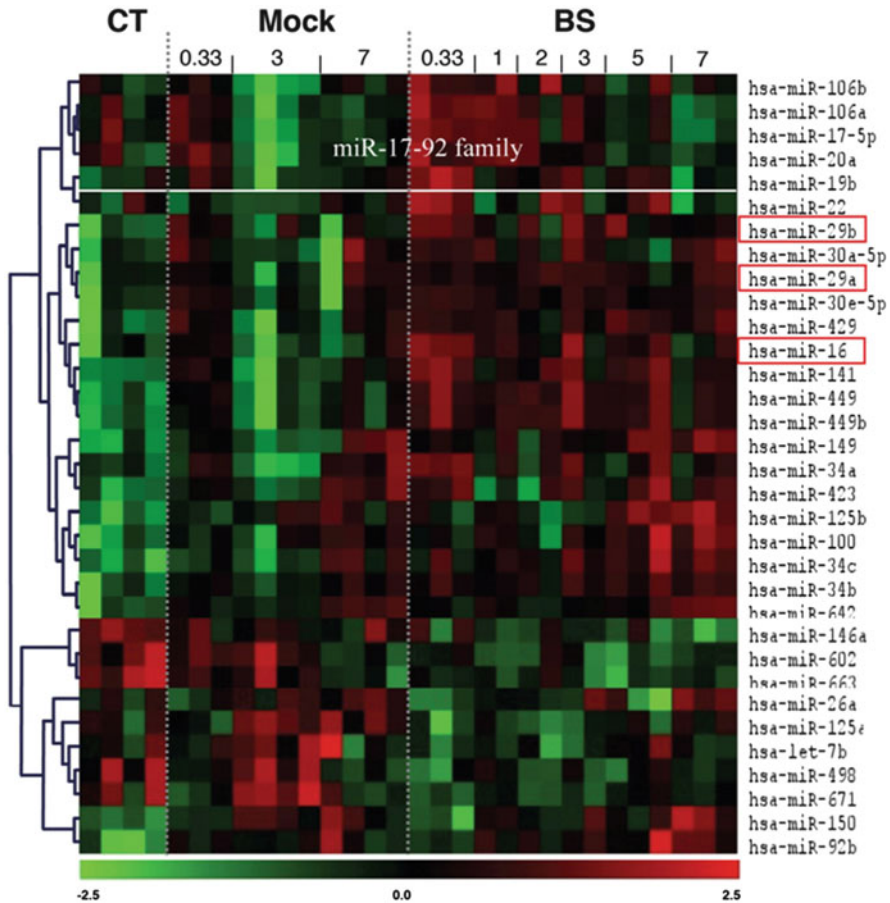 CT Mock BS
0.33 | 3 | 7 0.33 | 1 | 2 | 3 | 5 | 7
hsa-miR-106b
hsa-miR-106a
hsa-miR-17-5p
miR-17-92 family
hsa-miR-20a
hsa-miR-19b
hsa-miR-22
hsa-miR-29b
hsa-miR-30a-5p
hsa-miR-29a
hsa-miR-30e-5p
hsa-miR-429
hsa-miR-16
hsa-miR-141
hsa-miR-449
hsa-miR-449b
hsa-miR-149
hsa-miR-34a
hsa-miR-423
hsa-miR-125b
hsa-miR-100
hsa-miR-34c
hsa-miR-34b
hsa-miR-642
hsa-miR-146a
hsa-miR-602
hsa-miR-663
hsa-miR-26a
hsa-miR-125a
hsa-let-7b
hsa-miR-498
hsa-miR-671
hsa-miR-150
hsa-miR-92b
-2.5 0.0 2.5